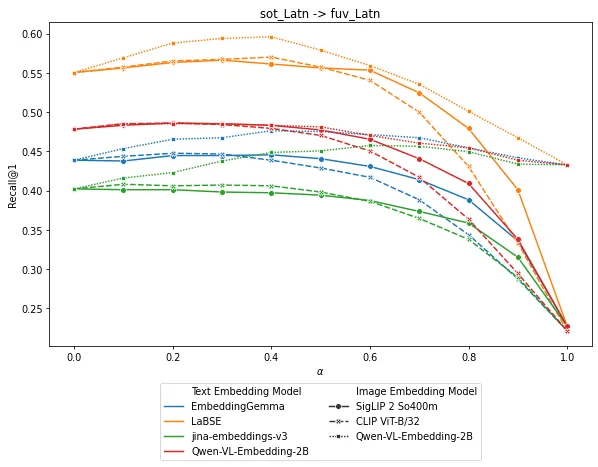 sot_Latn -> fuv_Latn
Recall@1
0.60
0.55
0.50
0.45
0.40
0.35
0.30
0.25
0.0
0.2
0.4
0.6
0.8
1.0
α
Text Embedding Model
EmbeddingGemma
LaBSE
jina-embeddings-v3
Qwen-VL-Embedding-2B
Image Embedding Model
SigLIP 2 So400m
CLIP ViT-B/32
Qwen-VL-Embedding-2B